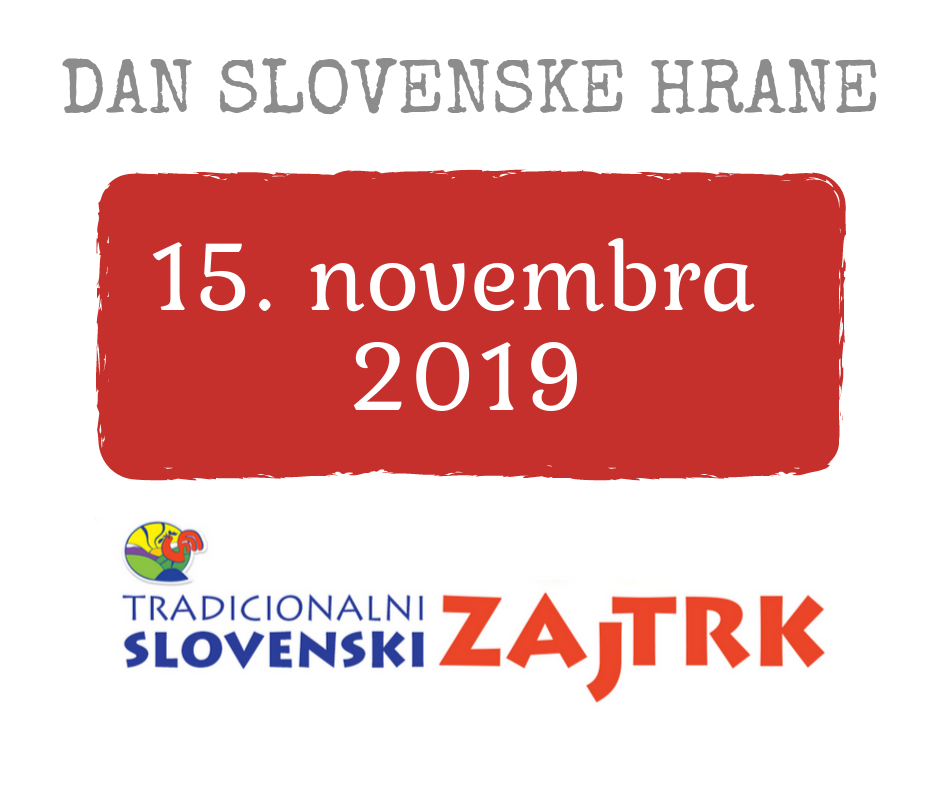 DAN SLOVENSKE HRANE
15. novembra
2019
TRADICIONALNI
SLOVENSKI ZAJTRK